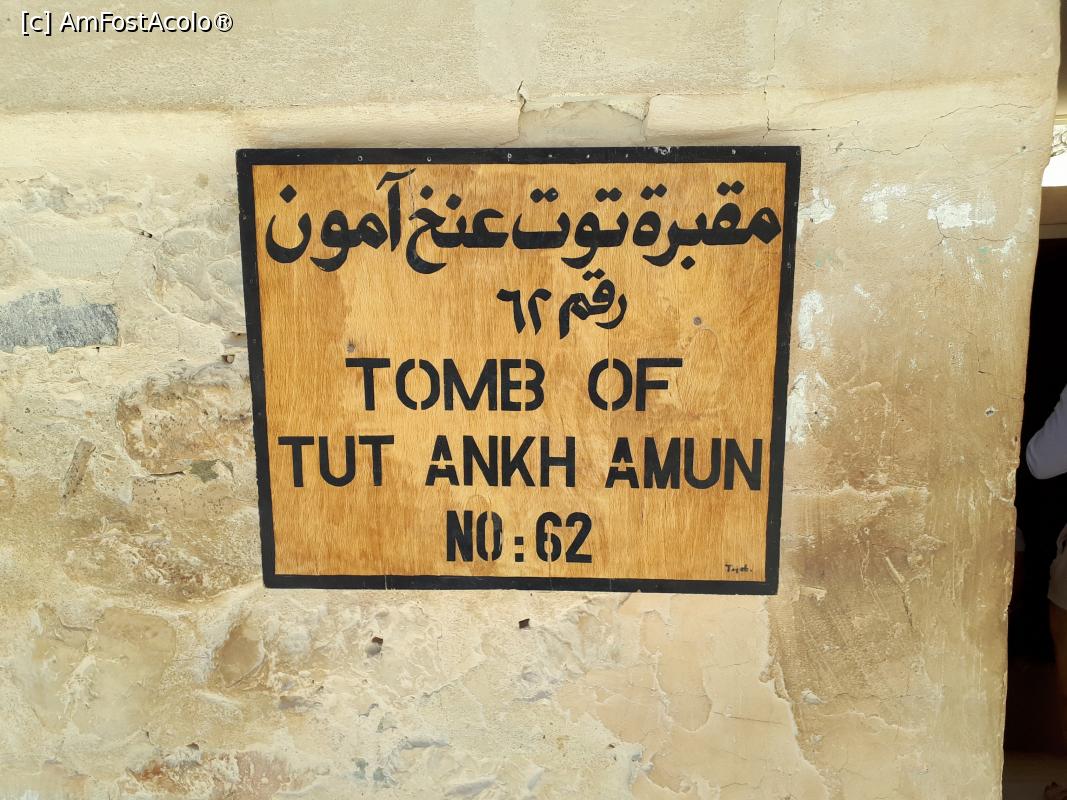 [c] AmFostAcolo®
مقبرة توت عنخ آمون
رقم ٦٢
TOMB OF
TUT ANKH AMUN
NO: 62